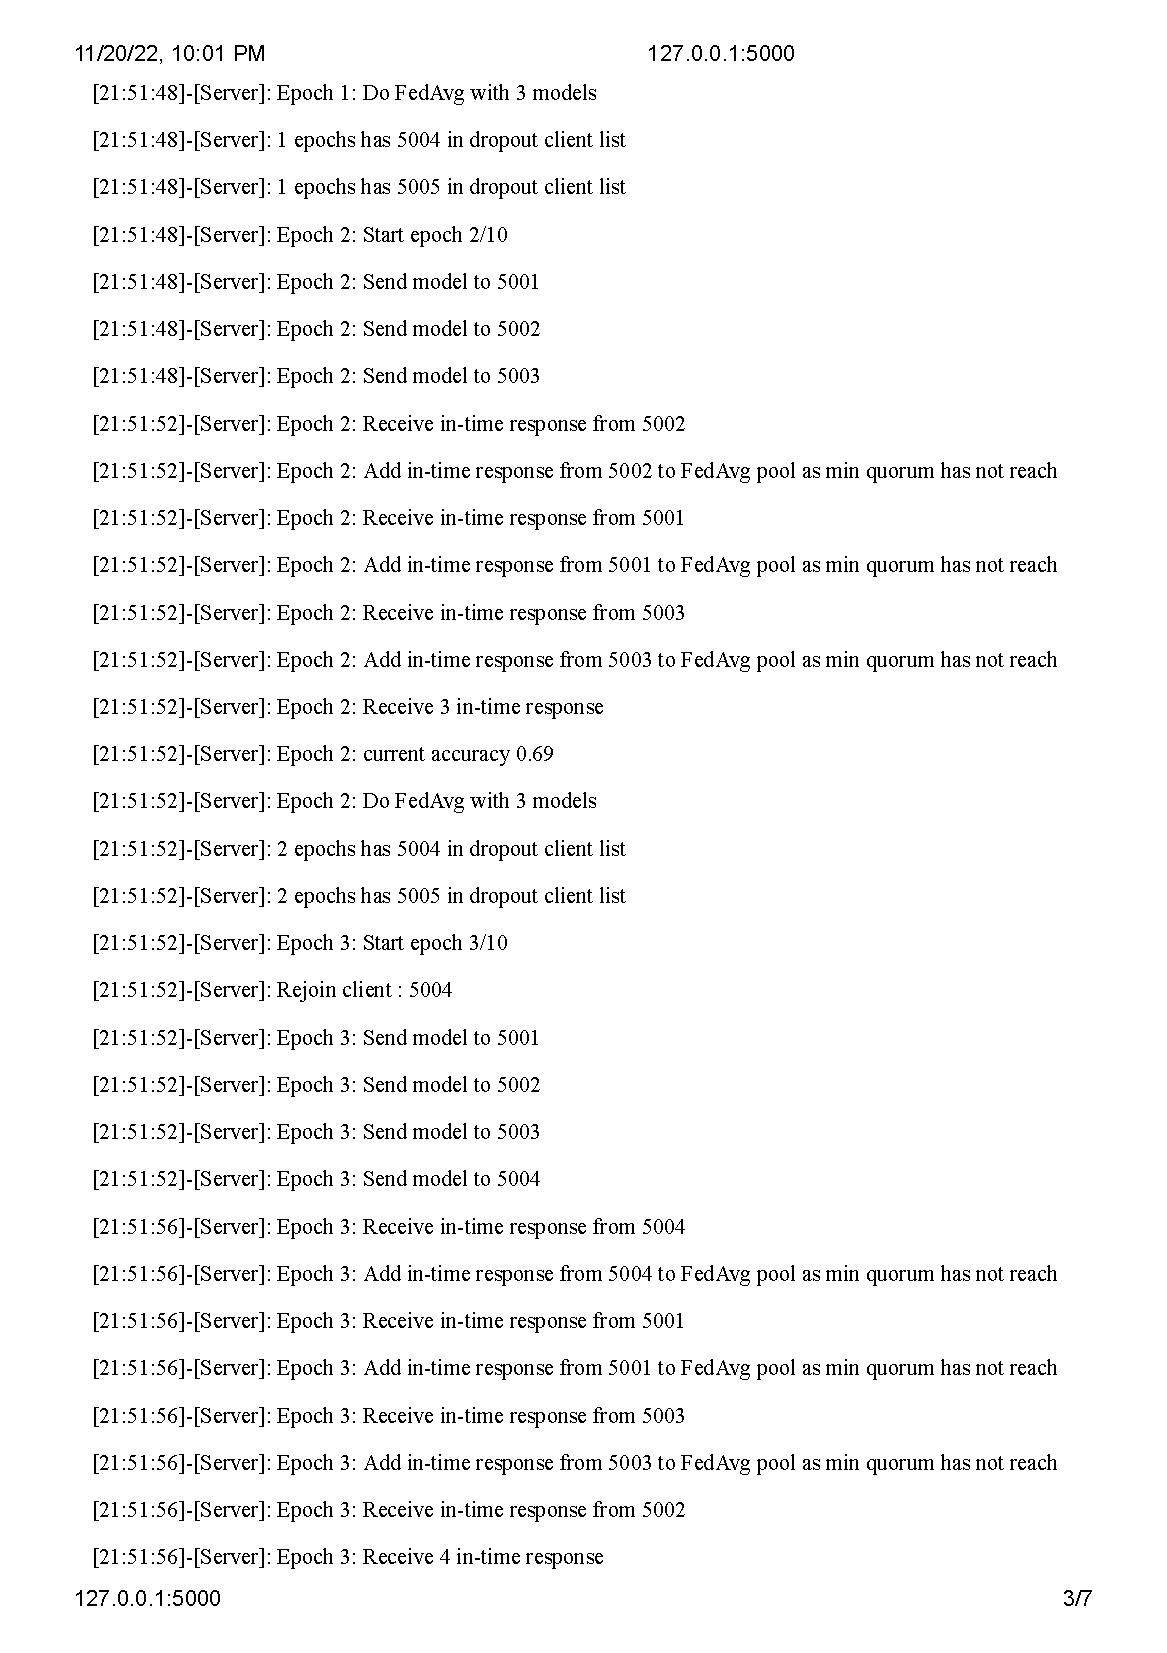 11/20/22, 10:01 PM 127.0.0.1:5000
[21:51:48]-[Server]: Epoch 1: Do FedAvg with 3 models
[21:51:48]-[Server]: 1 epochs has 5004 in dropout client list
[21:51:48]-[Server]: 1 epochs has 5005 in dropout client list
[21:51:48]-[Server]: Epoch 2: Start epoch 2/10
[21:51:48]-[Server]: Epoch 2: Send model to 5001
[21:51:48]-[Server]: Epoch 2: Send model to 5002
[21:51:48]-[Server]: Epoch 2: Send model to 5003
[21:51:52]-[Server]: Epoch 2: Receive in-time response from 5002
[21:51:52]-[Server]: Epoch 2: Add in-time response from 5002 to FedAvg pool as min quorum has not reach
[21:51:52]-[Server]: Epoch 2: Receive in-time response from 5001
[21:51:52]-[Server]: Epoch 2: Add in-time response from 5001 to FedAvg pool as min quorum has not reach
[21:51:52]-[Server]: Epoch 2: Receive in-time response from 5003
[21:51:52]-[Server]: Epoch 2: Add in-time response from 5003 to FedAvg pool as min quorum has not reach
[21:51:52]-[Server]: Epoch 2: Receive 3 in-time response
[21:51:52]-[Server]: Epoch 2: current accuracy 0.69
[21:51:52]-[Server]: Epoch 2: Do FedAvg with 3 models
[21:51:52]-[Server]: 2 epochs has 5004 in dropout client list
[21:51:52]-[Server]: 2 epochs has 5005 in dropout client list
[21:51:52]-[Server]: Epoch 3: Start epoch 3/10
[21:51:52]-[Server]: Rejoin client : 5004
[21:51:52]-[Server]: Epoch 3: Send model to 5001
[21:51:52]-[Server]: Epoch 3: Send model to 5002
[21:51:52]-[Server]: Epoch 3: Send model to 5003
[21:51:52]-[Server]: Epoch 3: Send model to 5004
[21:51:56]-[Server]: Epoch 3: Receive in-time response from 5004
[21:51:56]-[Server]: Epoch 3: Add in-time response from 5004 to FedAvg pool as min quorum has not reach
[21:51:56]-[Server]: Epoch 3: Receive in-time response from 5001
[21:51:56]-[Server]: Epoch 3: Add in-time response from 5001 to FedAvg pool as min quorum has not reach
[21:51:56]-[Server]: Epoch 3: Receive in-time response from 5003
[21:51:56]-[Server]: Epoch 3: Add in-time response from 5003 to FedAvg pool as min quorum has not reach
[21:51:56]-[Server]: Epoch 3: Receive in-time response from 5002
[21:51:56]-[Server]: Epoch 3: Receive 4 in-time response
127.0.0.1:5000 3/7